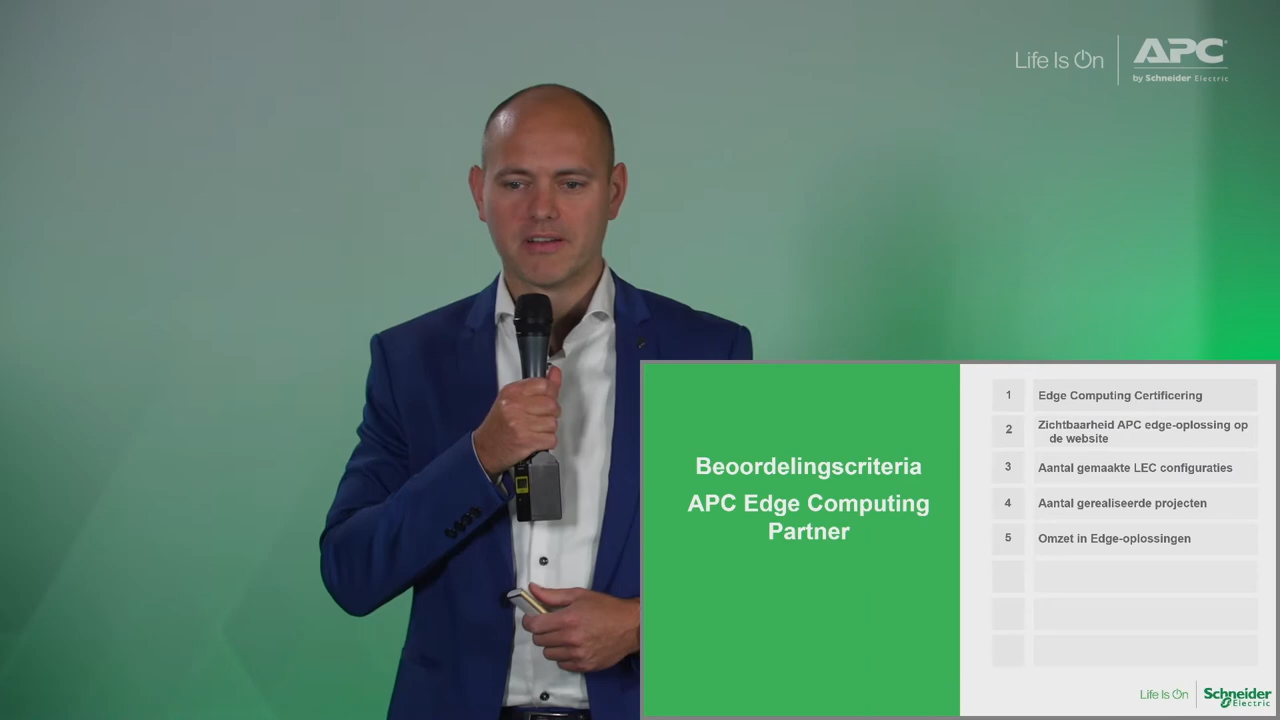 Life Is On
APC
by Schneider Electric
Beoordelingscriteria
APC Edge Computing
Partner
1 Edge Computing Certificering
2 Zichtbaarheid APC edge-oplossing op
de website
3 Aantal gemaakte LEC configuraties
4 Aantal gerealiseerde projecten
5 Omzet in Edge-oplossingen
Life Is On
Schneider
Electric